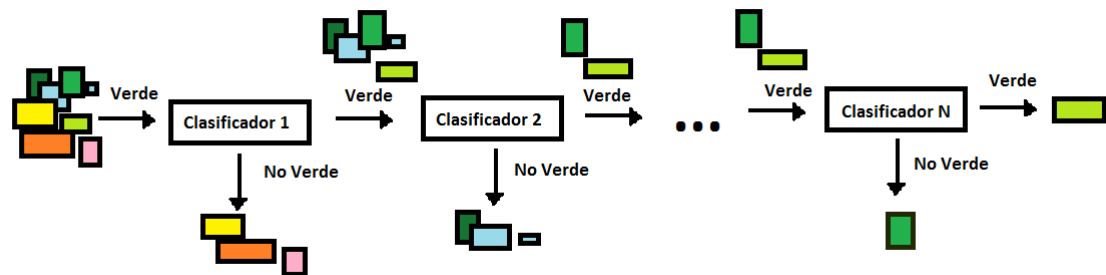 Verde
Clasificador 1
No Verde
Verde
Clasificador 2
No Verde
Verde
...
Verde
Clasificador N
No Verde
Verde